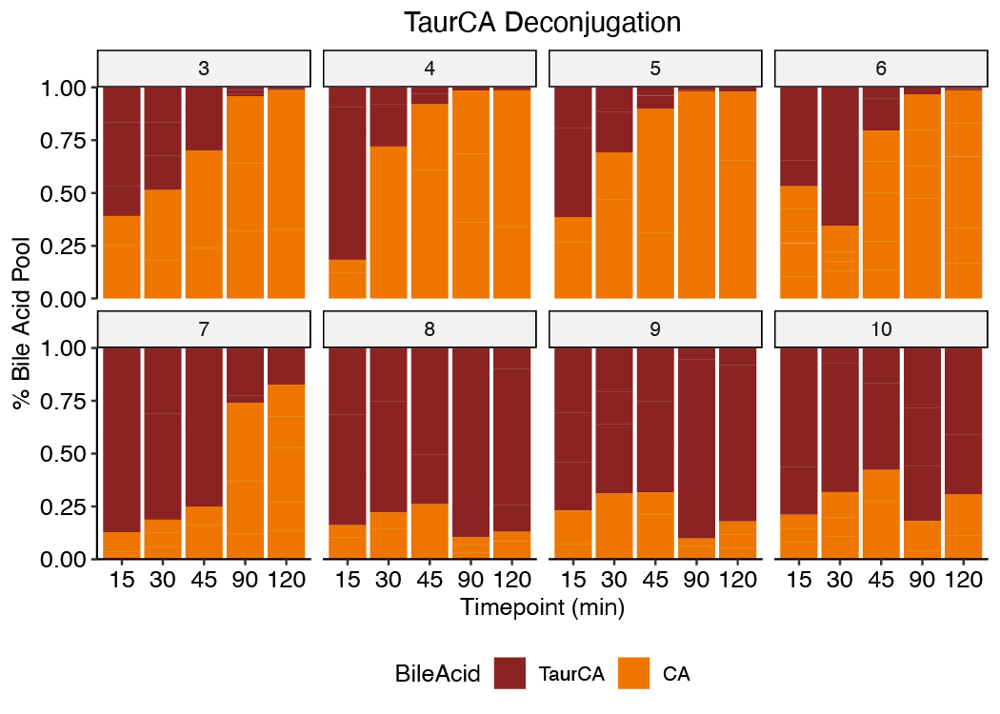 TaurCA Deconjugation
3 4 5 6
1.00
0.75
0.50
0.25
0.00
7 8 9 10
1.00
0.75
0.50
0.25
0.00
% Bile Acid Pool
15 30 45 90 120 15 30 45 90 120 15 30 45 90 120 15 30 45 90 120
Timepoint (min)
BileAcid TaurCA CA